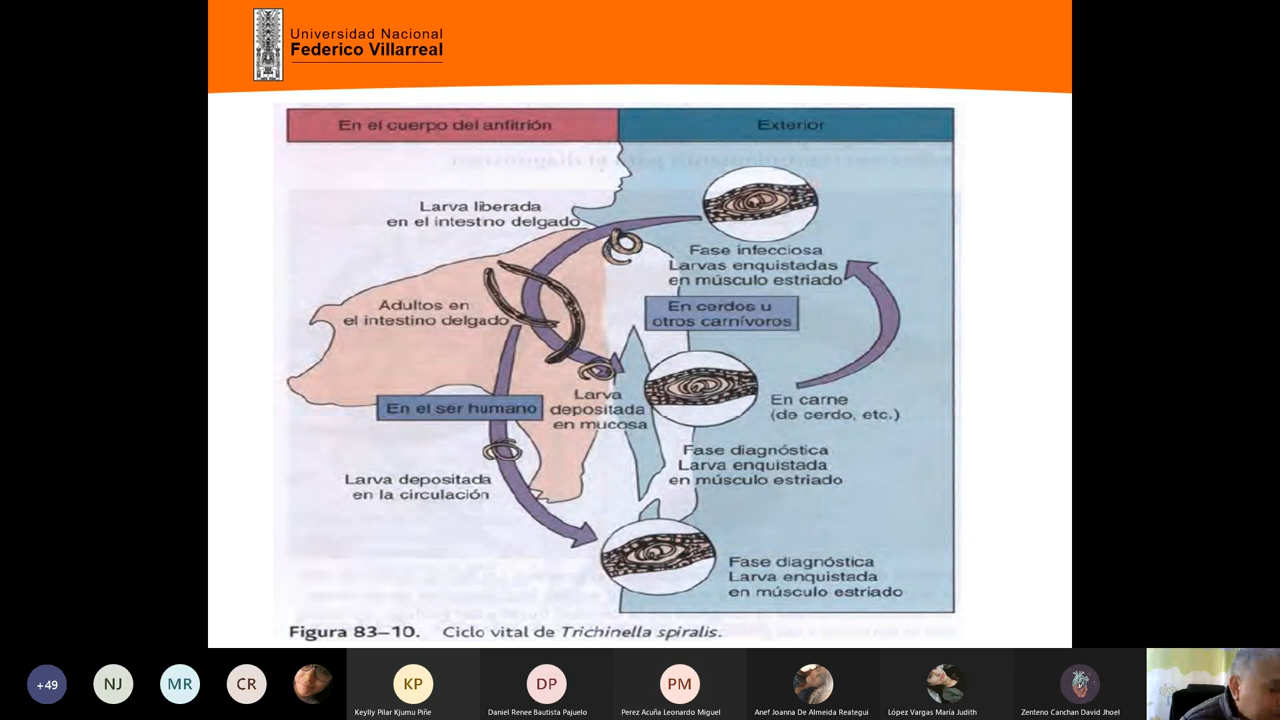 Universidad Nacional
Federico Villarreal
En el cuerpo del anfitrión
Exterior
Larva liberada
en el intestino delgado
Fase infecciosa
Larvas enquistadas
en músculo estriado
Adultos en
el intestino delgado
En cerdos u
otros carnívoros
En el ser humano
Larva
depositada
en mucosa
En carne
(de cerdo, etc.)
Fase diagnóstica
Larva enquistada
en músculo estriado
Larva depositada
en la circulación
Fase diagnóstica
Larva enquistada
en músculo estriado
Figura 83–10. Ciclo vital de Trichinella spiralis.
+49
NJ
MR
CR
KP
DP
PM
Keylly Pilar Kjumu Piñe
Daniel Renee Bautista Pajuelo
Perez Acuña Leonardo Miguel
Anef Joanna De Almeida Reategui
López Vargas María Judith
Zenteno Canchan David Jhoel